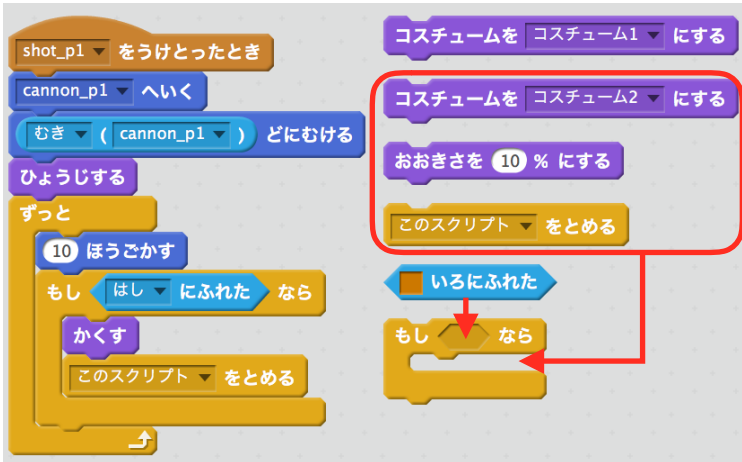 shot_p1 をうけとったとき
cannon_p1 へいく
むき ( cannon_p1 ) どにむける
ひょうじする
ずっと
10 ほうごかす
もし はし にふれた なら
かくす
このスクリプト をとめる
コスチュームを コスチューム1 にする
コスチュームを コスチューム2 にする
おおきさを 10 % にする
このスクリプト をとめる
いろにふれた
もし なら